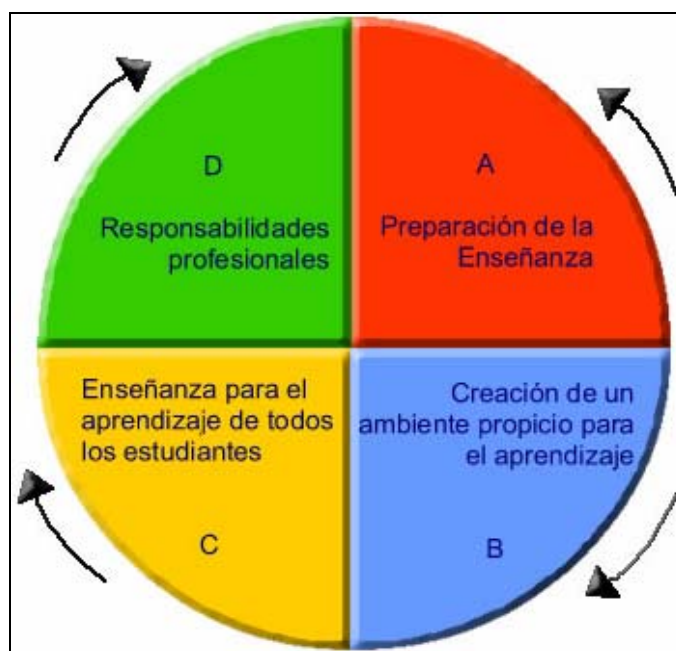 D
Responsabilidades
profesionales
A
Preparación de la
Enseñanza
Enseñanza para el
aprendizaje de todos
los estudiantes
C
Creación de un
ambiente propicio para
el aprendizaje
B